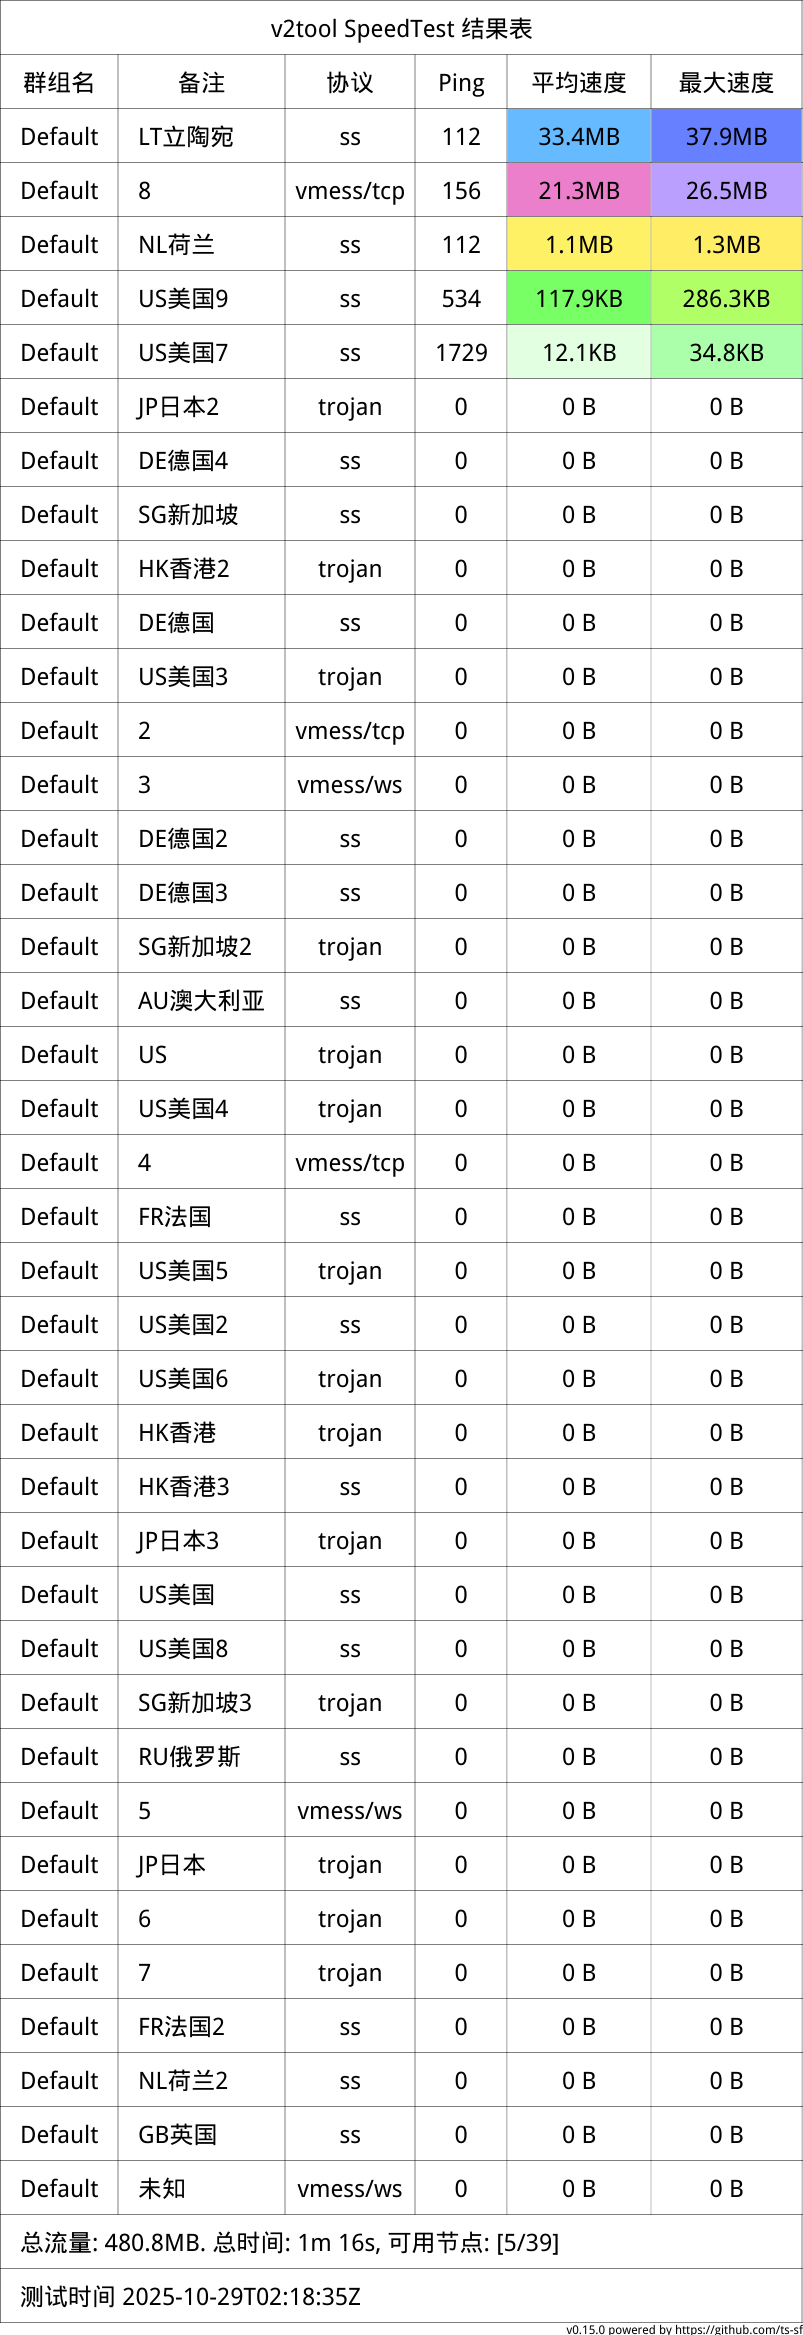 v2tool SpeedTest 结果表
群组名 备注 协议 Ping 平均速度 最大速度
Default LT立陶宛 ss 112 33.4MB 37.9MB
Default 8 vmess/tcp 156 21.3MB 26.5MB
Default NL荷兰 ss 112 1.1MB 1.3MB
Default US美国9 ss 534 117.9KB 286.3KB
Default US美国7 ss 1729 12.1KB 34.8KB
Default JP日本2 trojan 0 0 B 0 B
Default DE德国4 ss 0 0 B 0 B
Default SG新加坡 ss 0 0 B 0 B
Default HK香港2 trojan 0 0 B 0 B
Default DE德国 ss 0 0 B 0 B
Default US美国3 trojan 0 0 B 0 B
Default 2 vmess/tcp 0 0 B 0 B
Default 3 vmess/ws 0 0 B 0 B
Default DE德国2 ss 0 0 B 0 B
Default DE德国3 ss 0 0 B 0 B
Default SG新加坡2 trojan 0 0 B 0 B
Default AU澳大利亚 ss 0 0 B 0 B
Default US trojan 0 0 B 0 B
Default US美国4 trojan 0 0 B 0 B
Default 4 vmess/tcp 0 0 B 0 B
Default FR法国 ss 0 0 B 0 B
Default US美国5 trojan 0 0 B 0 B
Default US美国2 ss 0 0 B 0 B
Default US美国6 trojan 0 0 B 0 B
Default HK香港 trojan 0 0 B 0 B
Default HK香港3 ss 0 0 B 0 B
Default JP日本3 trojan 0 0 B 0 B
Default US美国 ss 0 0 B 0 B
Default US美国8 ss 0 0 B 0 B
Default SG新加坡3 trojan 0 0 B 0 B
Default RU俄罗斯 ss 0 0 B 0 B
Default 5 vmess/ws 0 0 B 0 B
Default JP日本 trojan 0 0 B 0 B
Default 6 trojan 0 0 B 0 B
Default 7 trojan 0 0 B 0 B
Default FR法国2 ss 0 0 B 0 B
Default NL荷兰2 ss 0 0 B 0 B
Default GB英国 ss 0 0 B 0 B
Default 未知 vmess/ws 0 0 B 0 B
总流量: 480.8MB. 总时间: 1m 16s, 可用节点: [5/39]
测试时间 2025-10-29T02:18:35Z
v0.15.0 powered by https://github.com/ts-sf